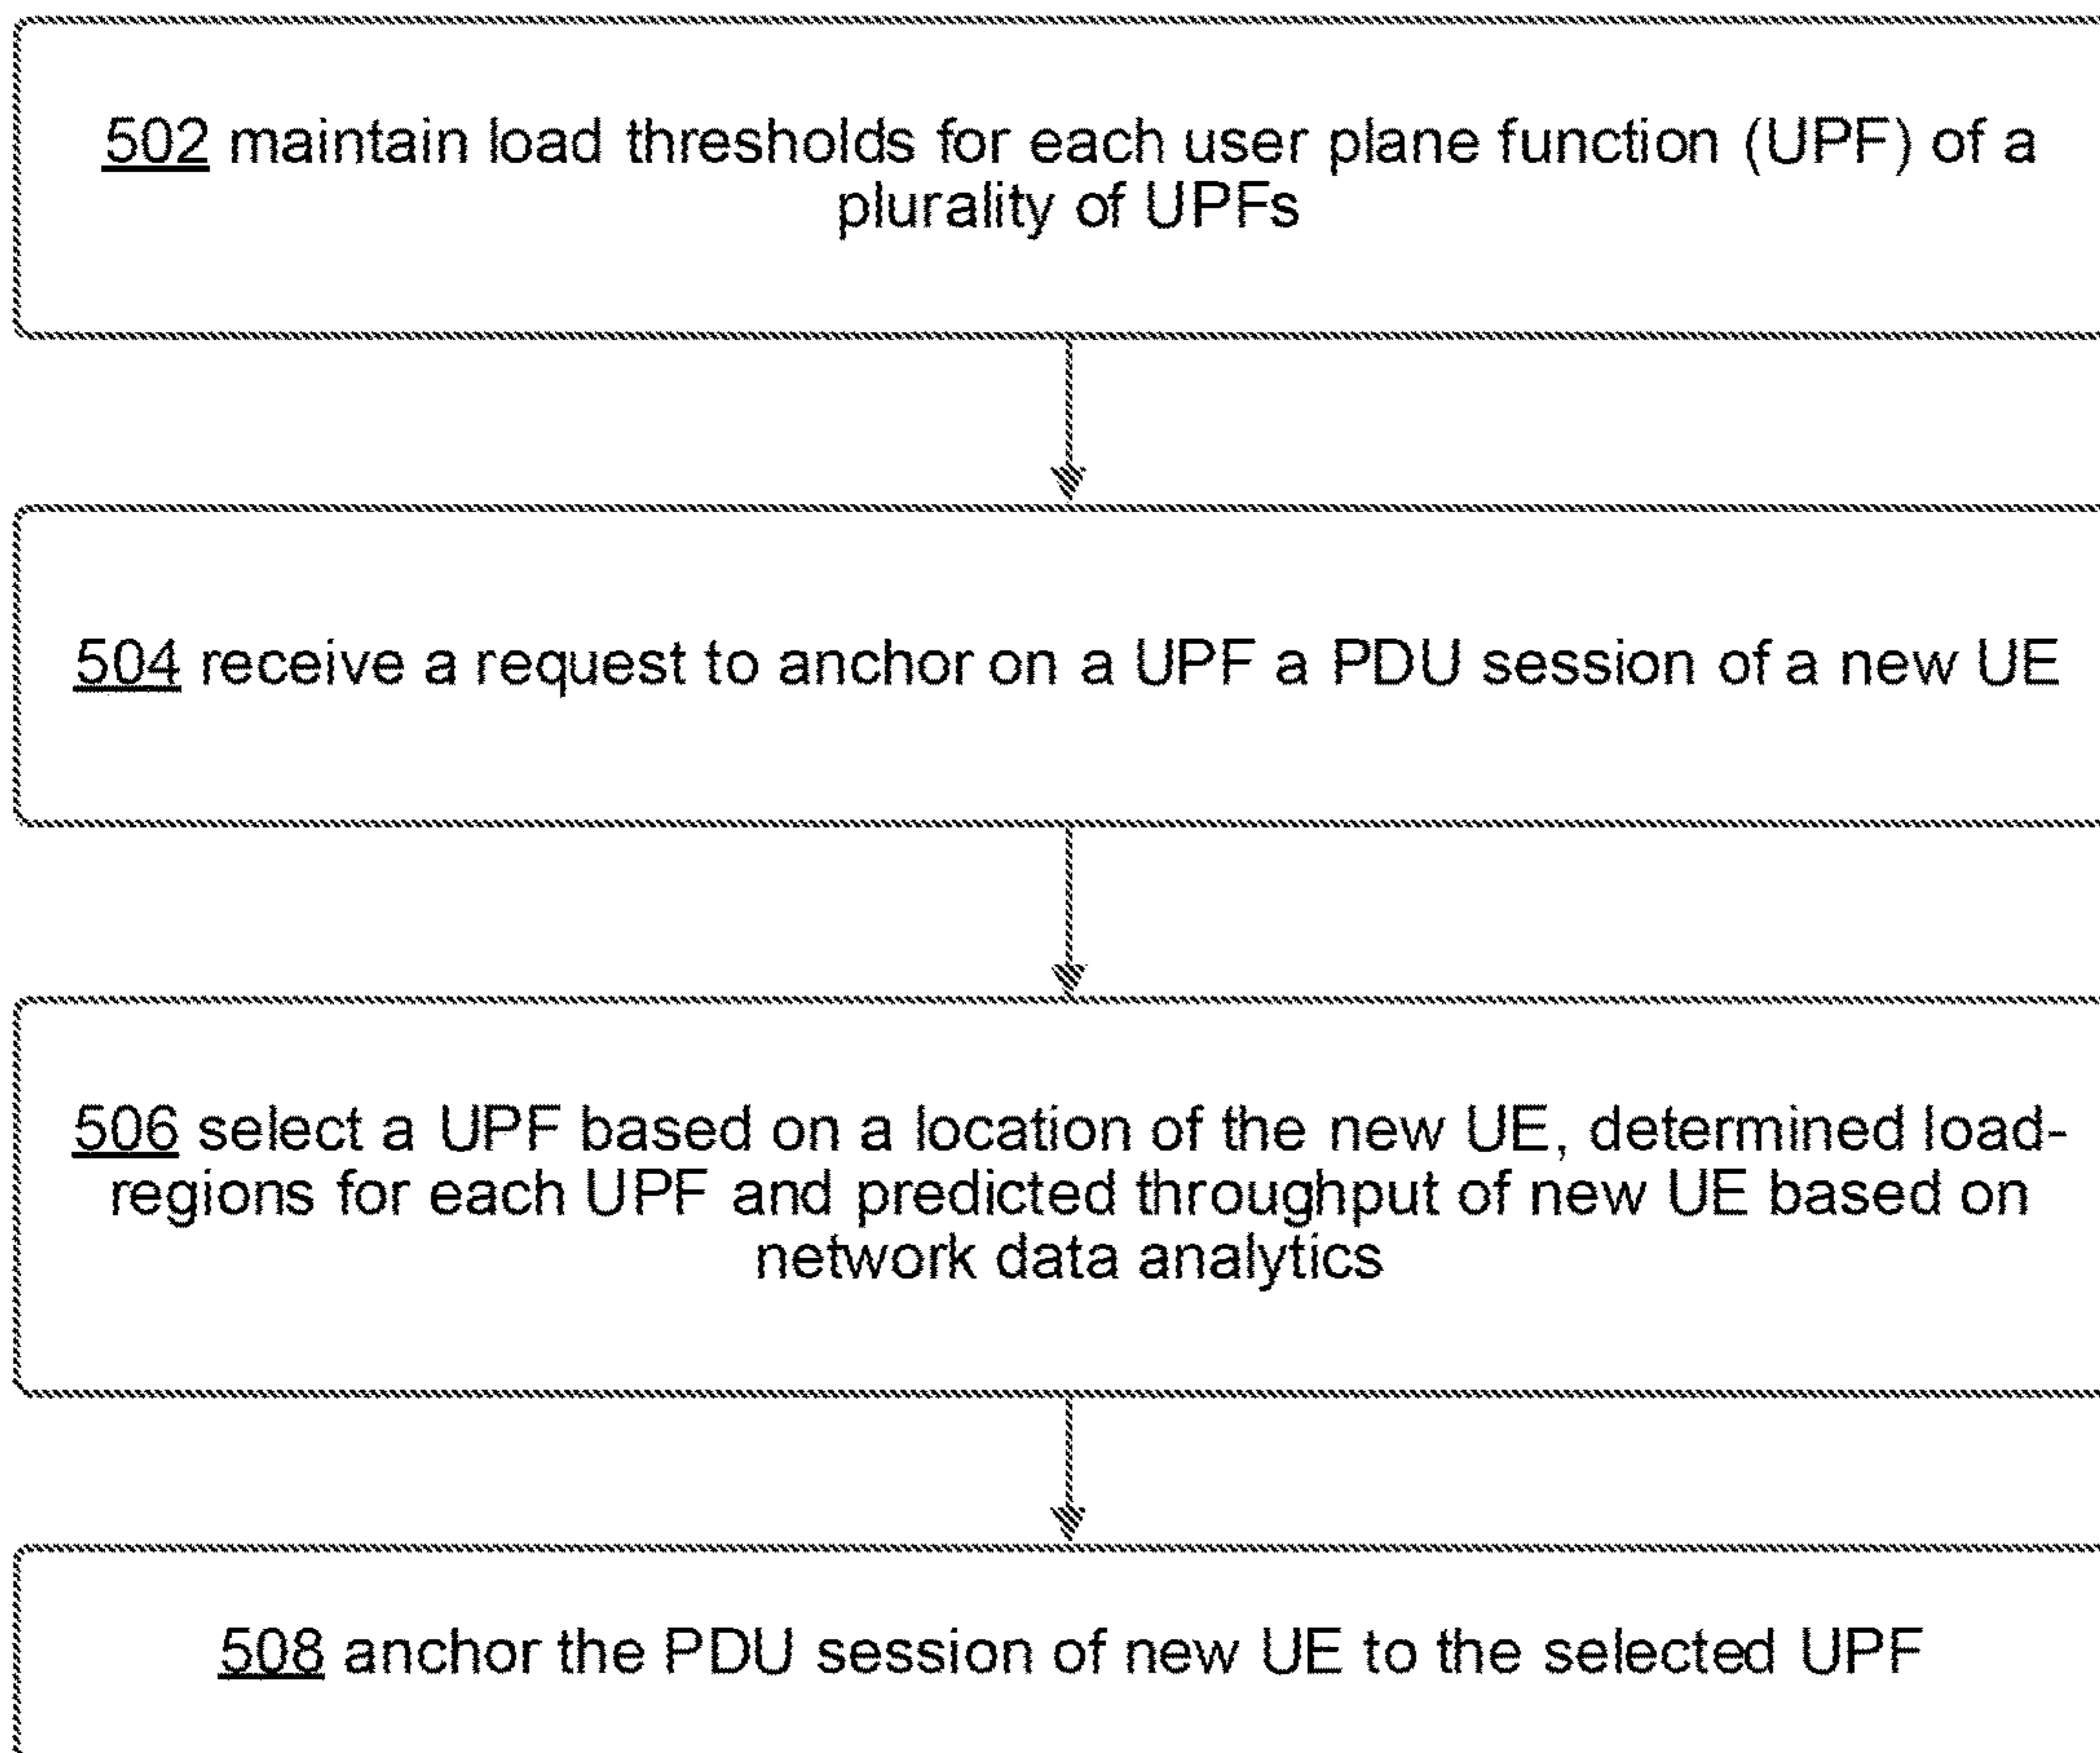 502 maintain load thresholds for each user plane function (UPF) of a
plurality of UPFs
504 receive a request to anchor on a UPF a PDU session of a new UE
506 select a UPF based on a location of the new UE, determined load-
regions for each UPF and predicted throughput of new UE based on
network data analytics
508 anchor the PDU session of new UE to the selected UPF